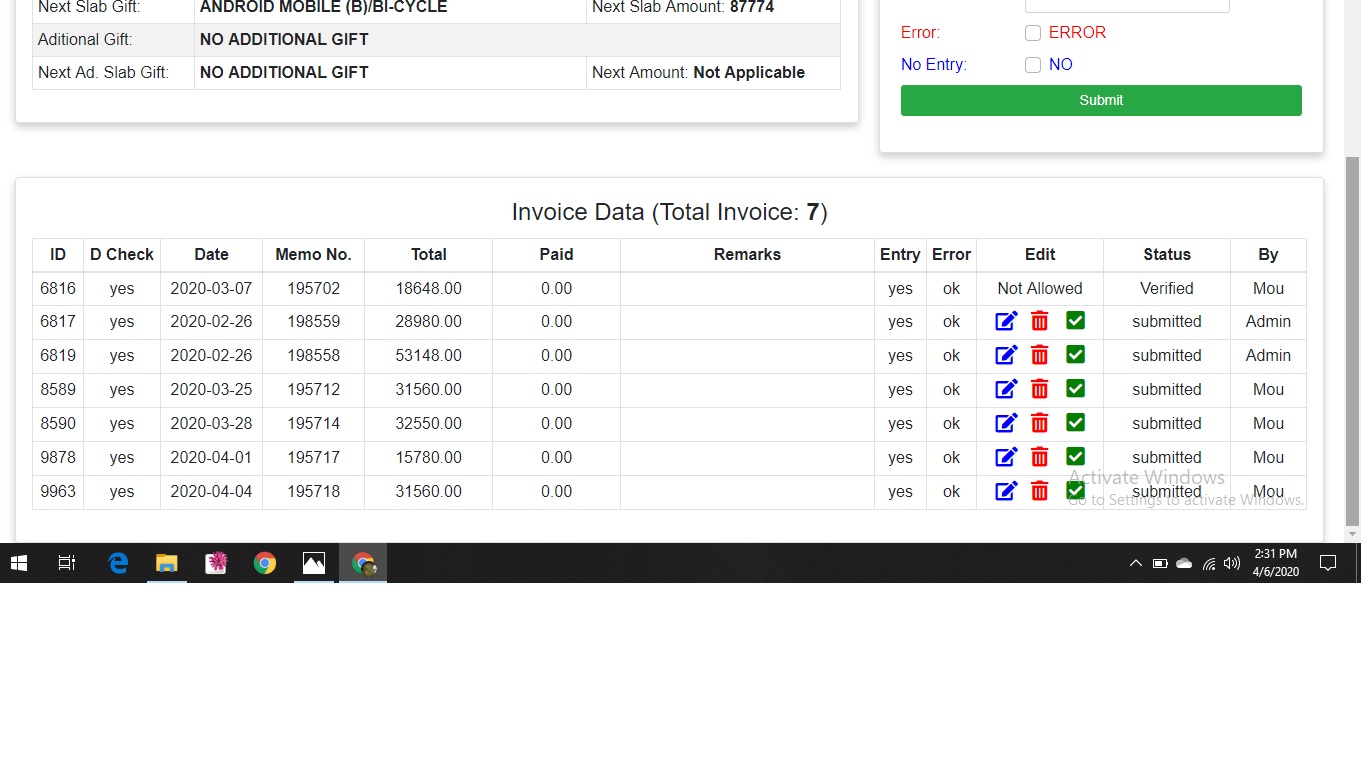 Next Slab Gift: ANDROID MOBILE (B)/BI-CYCLE Next Slab Amount: 87774
Aditional Gift: NO ADDITIONAL GIFT
Next Ad. Slab Gift: NO ADDITIONAL GIFT Next Amount: Not Applicable
Error: ERROR
No Entry: NO
Submit
Invoice Data (Total Invoice: 7)
ID D Check Date Memo No. Total Paid Remarks Entry Error Edit Status By
6816 yes 2020-03-07 195702 18648.00 0.00 yes ok Not Allowed Verified Mou
6817 yes 2020-02-26 198559 28980.00 0.00 yes ok submitted Admin
6819 yes 2020-02-26 198558 53148.00 0.00 yes ok submitted Admin
8589 yes 2020-03-25 195712 31560.00 0.00 yes ok submitted Mou
8590 yes 2020-03-28 195714 32550.00 0.00 yes ok submitted Mou
9878 yes 2020-04-01 195717 15780.00 0.00 yes ok submitted Mou
9963 yes 2020-04-04 195718 31560.00 0.00 yes ok submitted Mou
Activate Windows
Go to Settings to activate Windows.
2:31 PM
4/6/2020